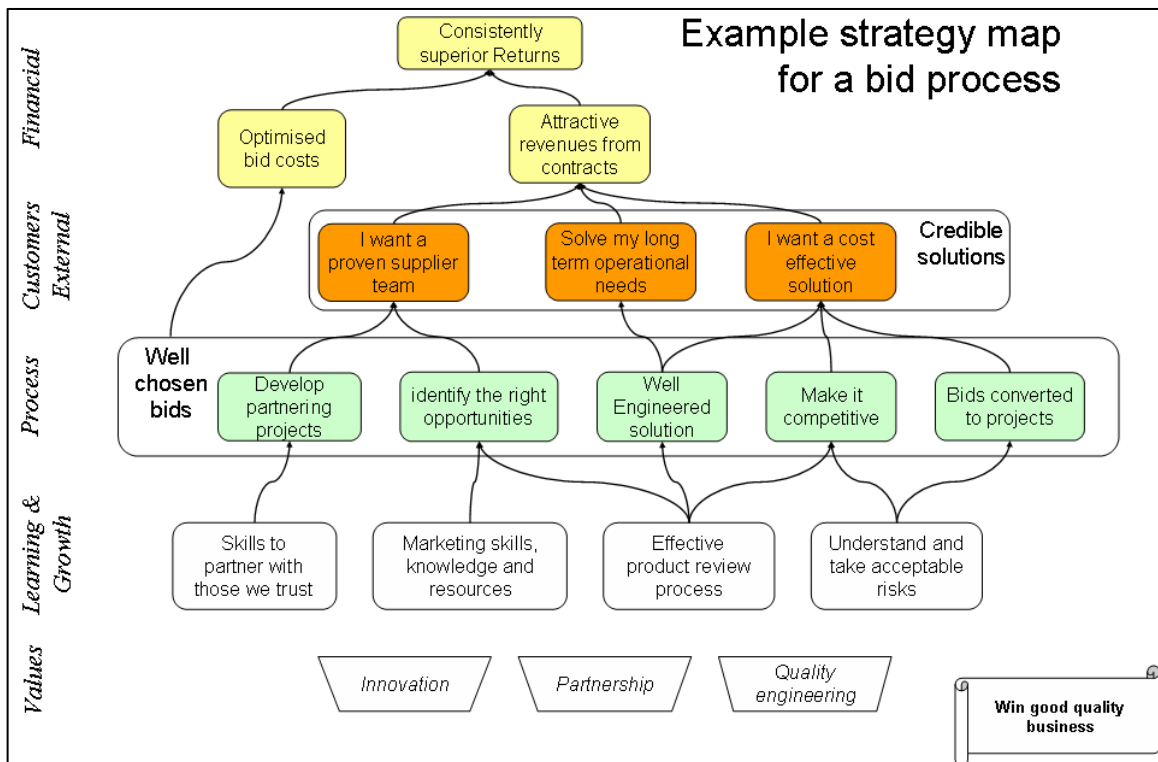 Example strategy map
for a bid process
Financial
Consistently
superior Returns
Optimised
bid costs
Attractive
revenues from
contracts
Customers
External
I want a
proven supplier
team
Solve my long
term operational
needs
I want a cost
effective
solution
Credible
solutions
Process
Well
chosen
bids
Develop
partnering
projects
identify the right
opportunities
Well
Engineered
solution
Make it
competitive
Bids converted
to projects
Learning &
Growth
Skills to
partner with
those we trust
Marketing skills,
knowledge and
resources
Effective
product review
process
Understand and
take acceptable
risks
Values
Innovation
Partnership
Quality
engineering
Win good quality
business